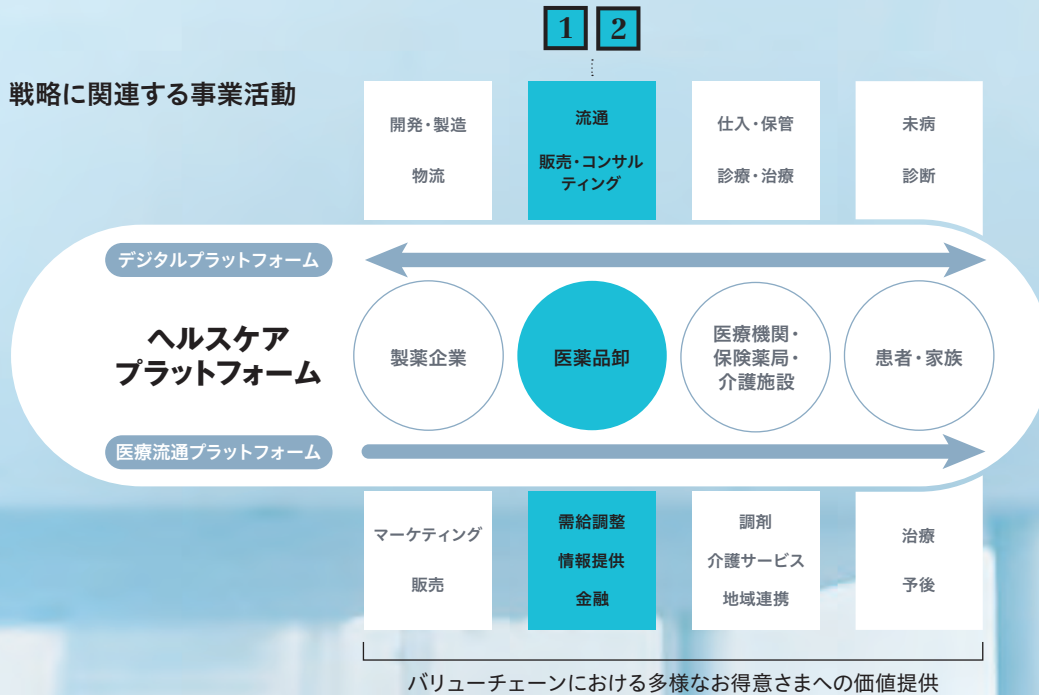 1 2
戦略に関連する事業活動
開発・製造
物流
流通
販売・コンサル
ティング
仕入・保管
診療・治療
未病
診断
デジタルプラットフォーム
ヘルスケア
プラットフォーム
製薬企業
医薬品卸
医療機関・
保険薬局・
介護施設
患者・家族
医療流通プラットフォーム
マーケティング
販売
需給調整
情報提供
金融
調剤
介護サービス
地域連携
治療
予後
バリューチェーンにおける多様なお得意さまへの価値提供